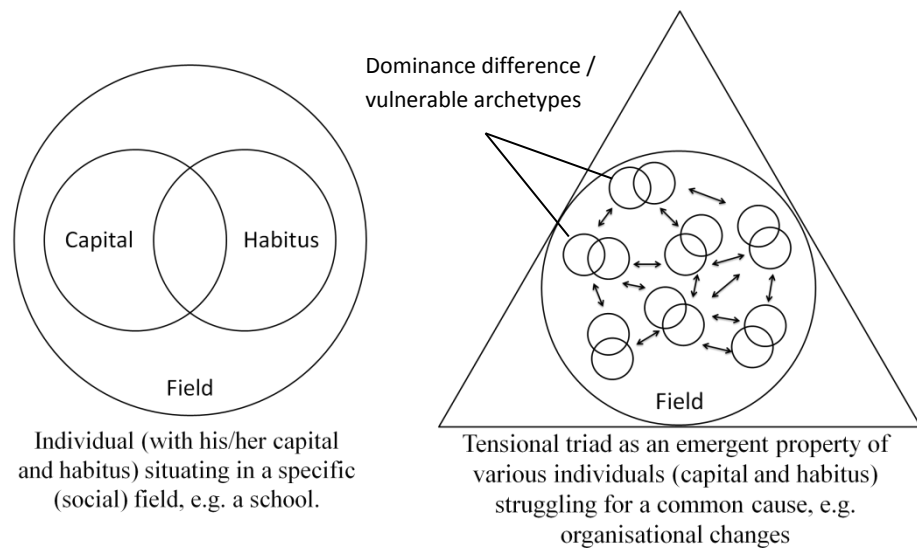 Dominance difference /
vulnerable archetypes
Capital
Habitus
Field
Individual (with his/her capital
and habitus) situating in a specific
(social) field, e.g. a school.
Field
Tensional triad as an emergent property of
various individuals (capital and habitus)
struggling for a common cause, e.g.
organisational changes